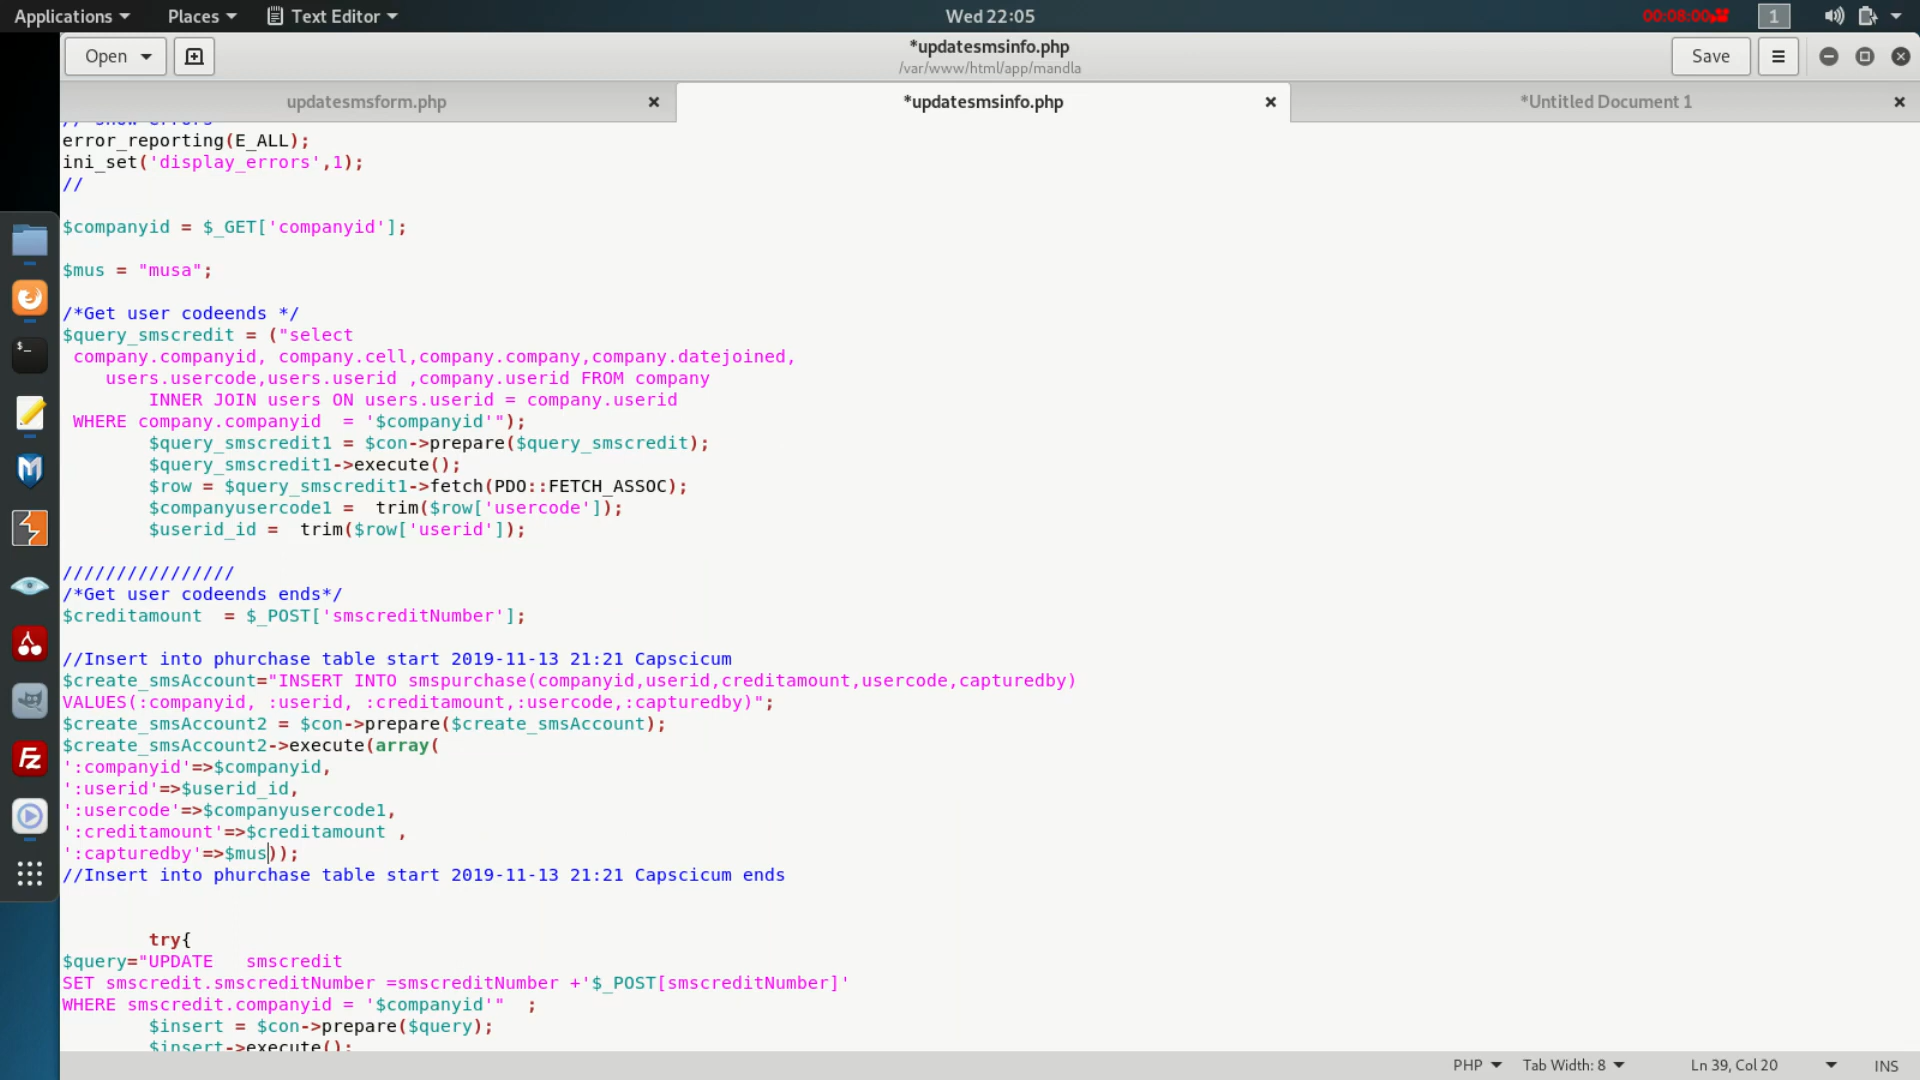 Applications Places Text Editor Wed 22:05 00:08:00 1
Open *updatesmsinfo.php Save
/var/www/html/app/mandla
updatesmsform.php *updatesmsinfo.php *Untitled Document 1
error_reporting(E_ALL);
ini_set('display_errors',1);
//
$companyid = $_GET['companyid'];
$mus = "musa";
/*Get user codeends */
$query_smscredit = ("select
company.companyid, company.cell,company.company,company.datejoined,
users.usercode,users.userid ,company.userid FROM company
INNER JOIN users ON users.userid = company.userid
WHERE company.companyid  = '$companyid'");
$query_smscredit1 = $con->prepare($query_smscredit);
$query_smscredit1->execute();
$row = $query_smscredit1->fetch(PDO::FETCH_ASSOC);
$companyusercode1 =  trim($row['usercode']);
$userid_id =  trim($row['userid']);
////////////////
/*Get user codeends ends*/
$creditamount  = $_POST['smscreditNumber'];
//Insert into phurchase table start 2019-11-13 21:21 Capscicum
$create_smsAccount="INSERT INTO smspurchase(companyid,userid,creditamount,usercode,capturedby)
VALUES(:companyid, :userid, :creditamount,:usercode,:capturedby)";
$create_smsAccount2 = $con->prepare($create_smsAccount);
$create_smsAccount2->execute(array(
':companyid'=>$companyid,
':userid'=>$userid_id,
':usercode'=>$companyusercode1,
':creditamount'=>$creditamount ,
':capturedby'=>$mus));
//Insert into phurchase table start 2019-11-13 21:21 Capscicum ends
try{
$query="UPDATE   smscredit
SET smscredit.smscreditNumber =smscreditNumber +'$_POST[smscreditNumber]'
WHERE smscredit.companyid = '$companyid'"  ;
$insert = $con->prepare($query);
$insert->execute();
PHP Tab Width: 8 Ln 39, Col 20 INS